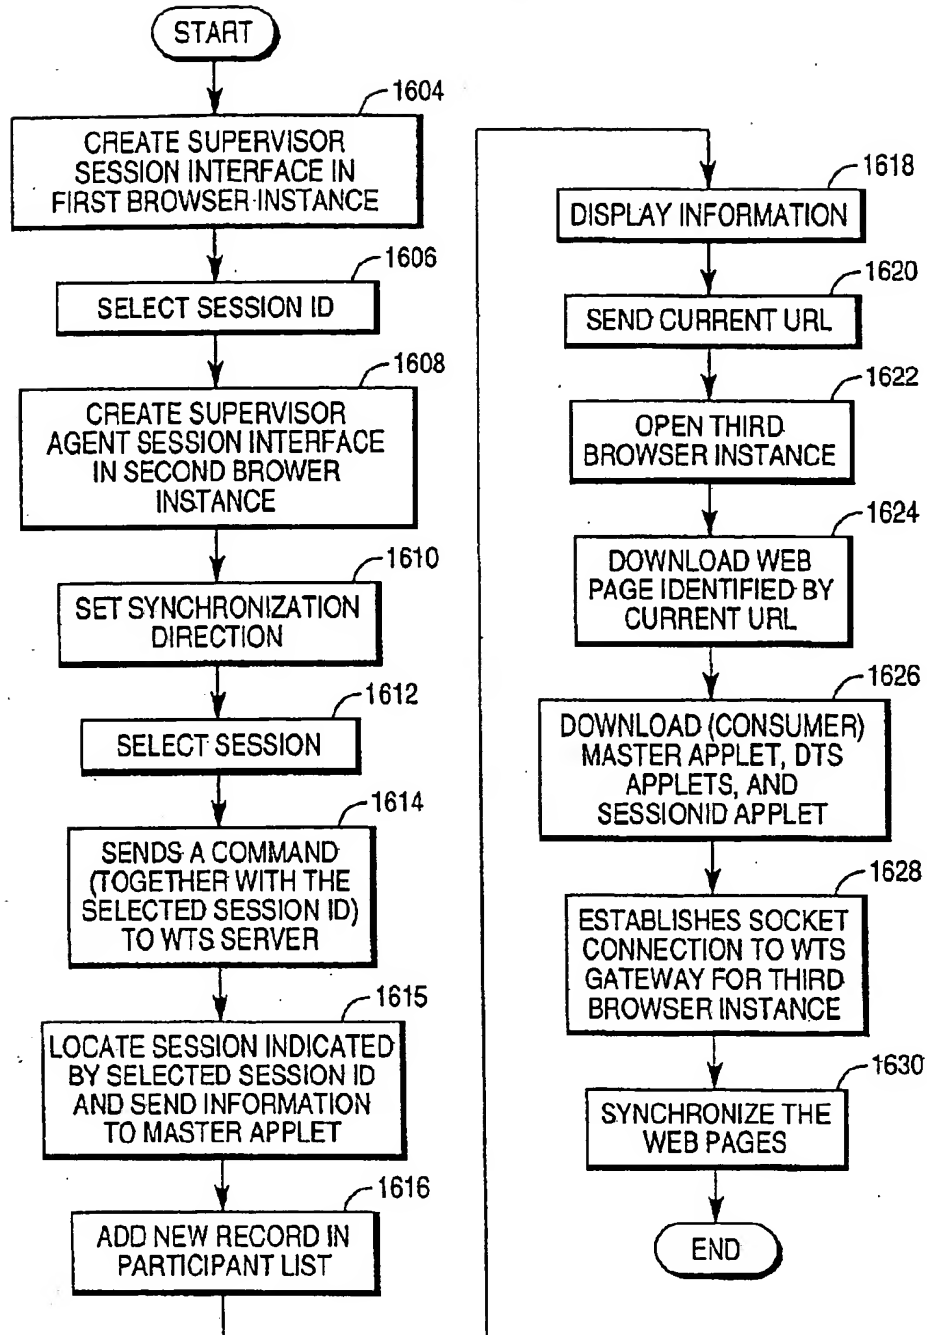 START
1604
CREATE SUPERVISOR
SESSION INTERFACE IN
FIRST BROWSER INSTANCE
1606
SELECT SESSION ID
1608
CREATE SUPERVISOR
AGENT SESSION INTERFACE
IN SECOND BROWER
INSTANCE
1610
SET SYNCHRONIZATION
DIRECTION
1612
SELECT SESSION
1614
SENDS A COMMAND
(TOGETHER WITH THE
SELECTED SESSION ID)
TO WTS SERVER
1615
LOCATE SESSION INDICATED
BY SELECTED SESSION ID
AND SEND INFORMATION
TO MASTER APPLET
1616
ADD NEW RECORD IN
PARTICIPANT LIST
1618
DISPLAY INFORMATION
1620
SEND CURRENT URL
1622
OPEN THIRD
BROWSER INSTANCE
1624
DOWNLOAD WEB
PAGE IDENTIFIED BY
CURRENT URL
1626
DOWNLOAD (CONSUMER)
MASTER APPLET, DTS
APPLETS, AND
SESSIONID APPLET
1628
ESTABLISHES SOCKET
CONNECTION TO WTS
GATEWAY FOR THIRD
BROWSER INSTANCE
1630
SYNCHRONIZE THE
WEB PAGES
END